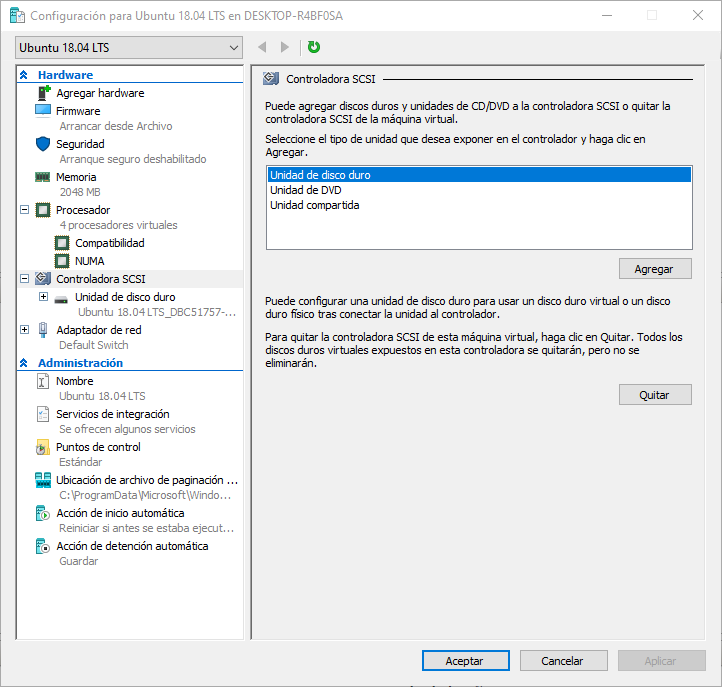 Configuración para Ubuntu 18.04 LTS en DESKTOP-R4BF0SA
Ubuntu 18.04 LTS
Hardware
Agregar hardware
Firmware
Arrancar desde Archivo
Seguridad
Arranque seguro deshabilitado
Memoria
2048 MB
Procesador
4 procesadores virtuales
Compatibilidad
NUMA
Controladora SCSI
Unidad de disco duro
Ubuntu 18.04 LTS_DBC51757-...
Adaptador de red
Default Switch
Administración
Nombre
Ubuntu 18.04 LTS
Servicios de integración
Se ofrecen algunos servicios
Puntos de control
Estándar
Ubicación de archivo de paginación ...
C:\ProgramData\Microsoft\Windo...
Acción de inicio automática
Reiniciar si antes se estaba ejecut...
Acción de detención automática
Guardar
Controladora SCSI
Puede agregar discos duros y unidades de CD/DVD a la controladora SCSI o quitar la
controladora SCSI de la máquina virtual.
Seleccione el tipo de unidad que desea exponer en el controlador y haga clic en
Agregar.
Unidad de disco duro
Unidad de DVD
Unidad compartida
Agregar
Puede configurar una unidad de disco duro para usar un disco duro virtual o un disco
duro físico tras conectar la unidad al controlador.
Para quitar la controladora SCSI de esta máquina virtual, haga clic en Quitar. Todos los
discos duros virtuales expuestos en esta controladora se quitarán, pero no se
eliminarán.
Quitar
Aceptar
Cancelar
Aplicar